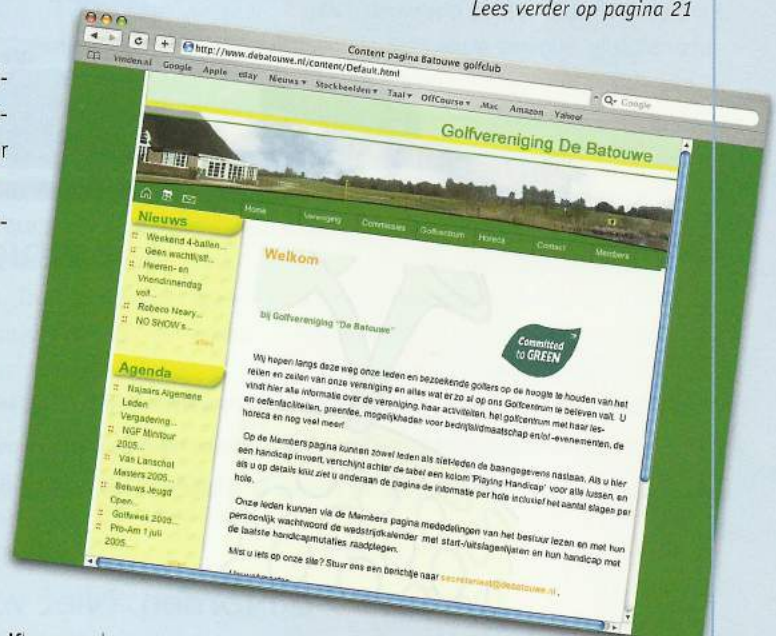 Lees verder op pagina 21
Content pagina Batouwe golfclub
http://www.debatouwe.nl/content/Default.html
Google
Vinden.nl Google Apple eBay Nieuws Stockbeelden Taal OffCourse .Mac Amazon Yahoo!
Golfvereniging De Batouwe
Home Vereniging Commissies Golfcentrum Horeca Contact Members
Nieuws
Weekend 4-ballen...
Geen wachtlijst!...
Heeren- en
Vriendinnendag
vol!...
Robeco Neary...
NO SHOW's...
Agenda
Najaars Algemene
Leden
Vergadering...
NGF Minitour
2005...
Van Lanschot
Masters 2005...
Betuws Jeugd
Open...
Golfweek 2005...
Pro-Am 1 juli
2005...
Welkom
bij Golfvereniging "De Batouwe"
Committed
to GREEN
Wij hopen langs deze weg onze leden en bezoekende golfers op de hoogte te houden van het
reilen en zeilen van onze vereniging en alles wat er zo al op ons Golfcentrum te beleven valt. U
vindt hier alle informatie over de vereniging, haar activiteiten, het golfcentrum met haar les-
en oefenfaciliteiten, greenfee, mogelijkheden voor bedrijfslidmaatschap en/of -evenementen, de
horeca en nog veel meer!
Op de Members pagina kunnen zowel leden als niet-leden de baangegevens nastaan. Als u hier
een handicap invoert, verschijnt achter de tabel een kolom 'Playing Handicap' voor alle lussen, en
als u op details klikt ziet u onderaan de pagina de informatie per hole inclusief het aantal slagen per
hole.
Onze leden kunnen via de Members pagina mededelingen van het bestuur lezen en met hun
persoonlijk wachtwoord de wedstrijdkalender met start-/uitslagenlijsten en hun handicap met
de laatste handicapmutaties raadplegen.
Mist u iets op onze site? Stuur ons een berichtje naar secretariaat@debatouwe.nl .